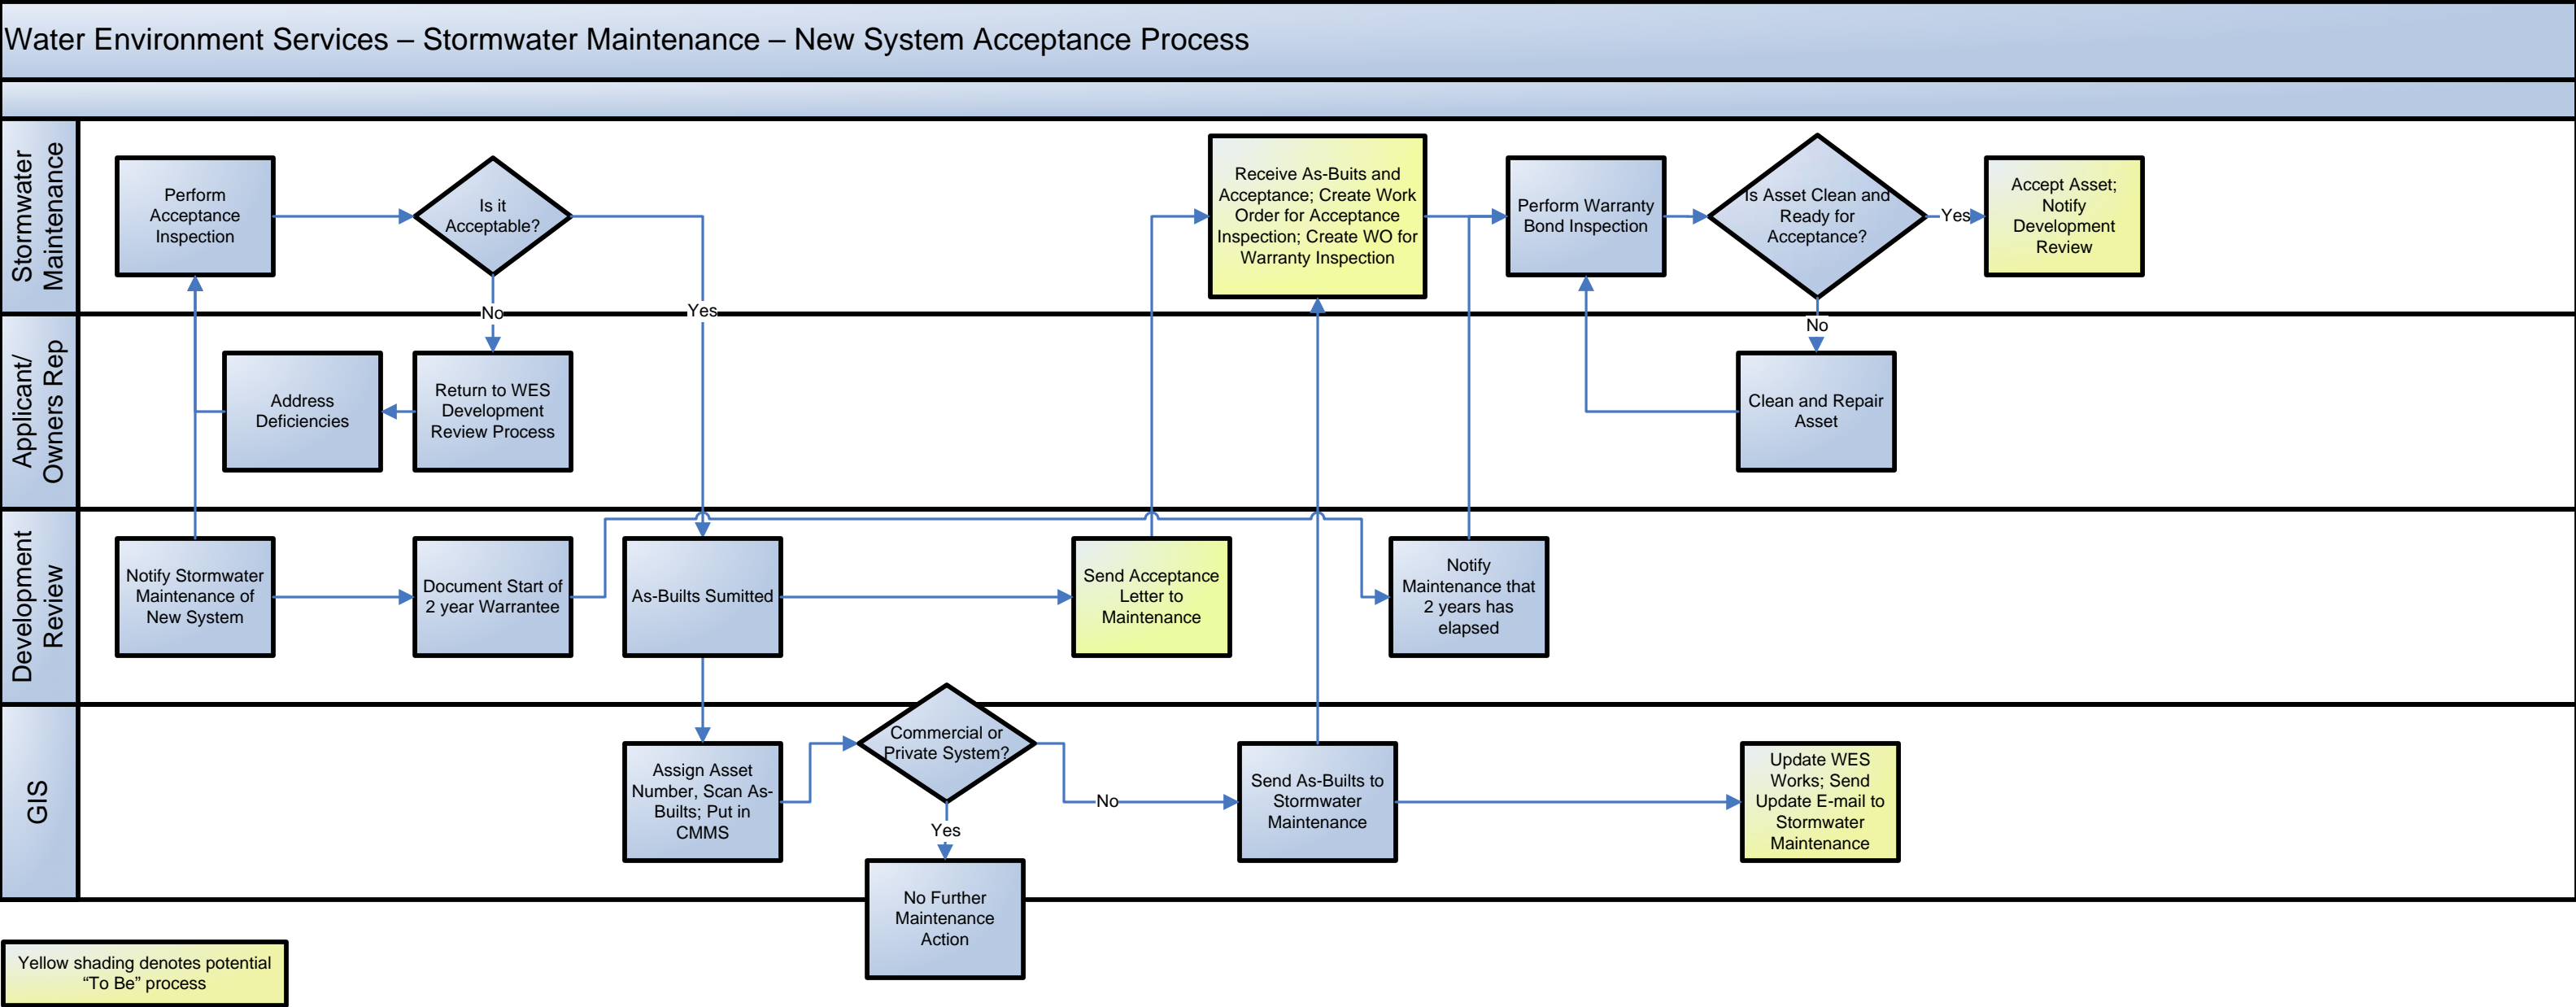 Water Environment Services – Stormwater Maintenance – New System Acceptance Process
Stormwater
Maintenance
Perform
Acceptance
Inspection
Is it
Acceptable?
No
Yes
Receive As-Buits and
Acceptance; Create Work
Order for Acceptance
Inspection; Create WO for
Warranty Inspection
Perform Warranty
Bond Inspection
Is Asset Clean and
Ready for
Acceptance?
Yes
No
Accept Asset;
Notify
Development
Review
Applicant/
Owners Rep
Address
Deficiencies
Return to WES
Development
Review Process
Clean and Repair
Asset
Development
Review
Notify Stormwater
Maintenance of
New System
Document Start of
2 year Warrantee
As-Builts Sumitted
Send Acceptance
Letter to
Maintenance
Notify
Maintenance that
2 years has
elapsed
GIS
Assign Asset
Number, Scan As-
Builts; Put in
CMMS
Commercial or
Private System?
No
Yes
No Further
Maintenance
Action
Send As-Builts to
Stormwater
Maintenance
Update WES
Works; Send
Update E-mail to
Stormwater
Maintenance
Yellow shading denotes potential
“To Be” process